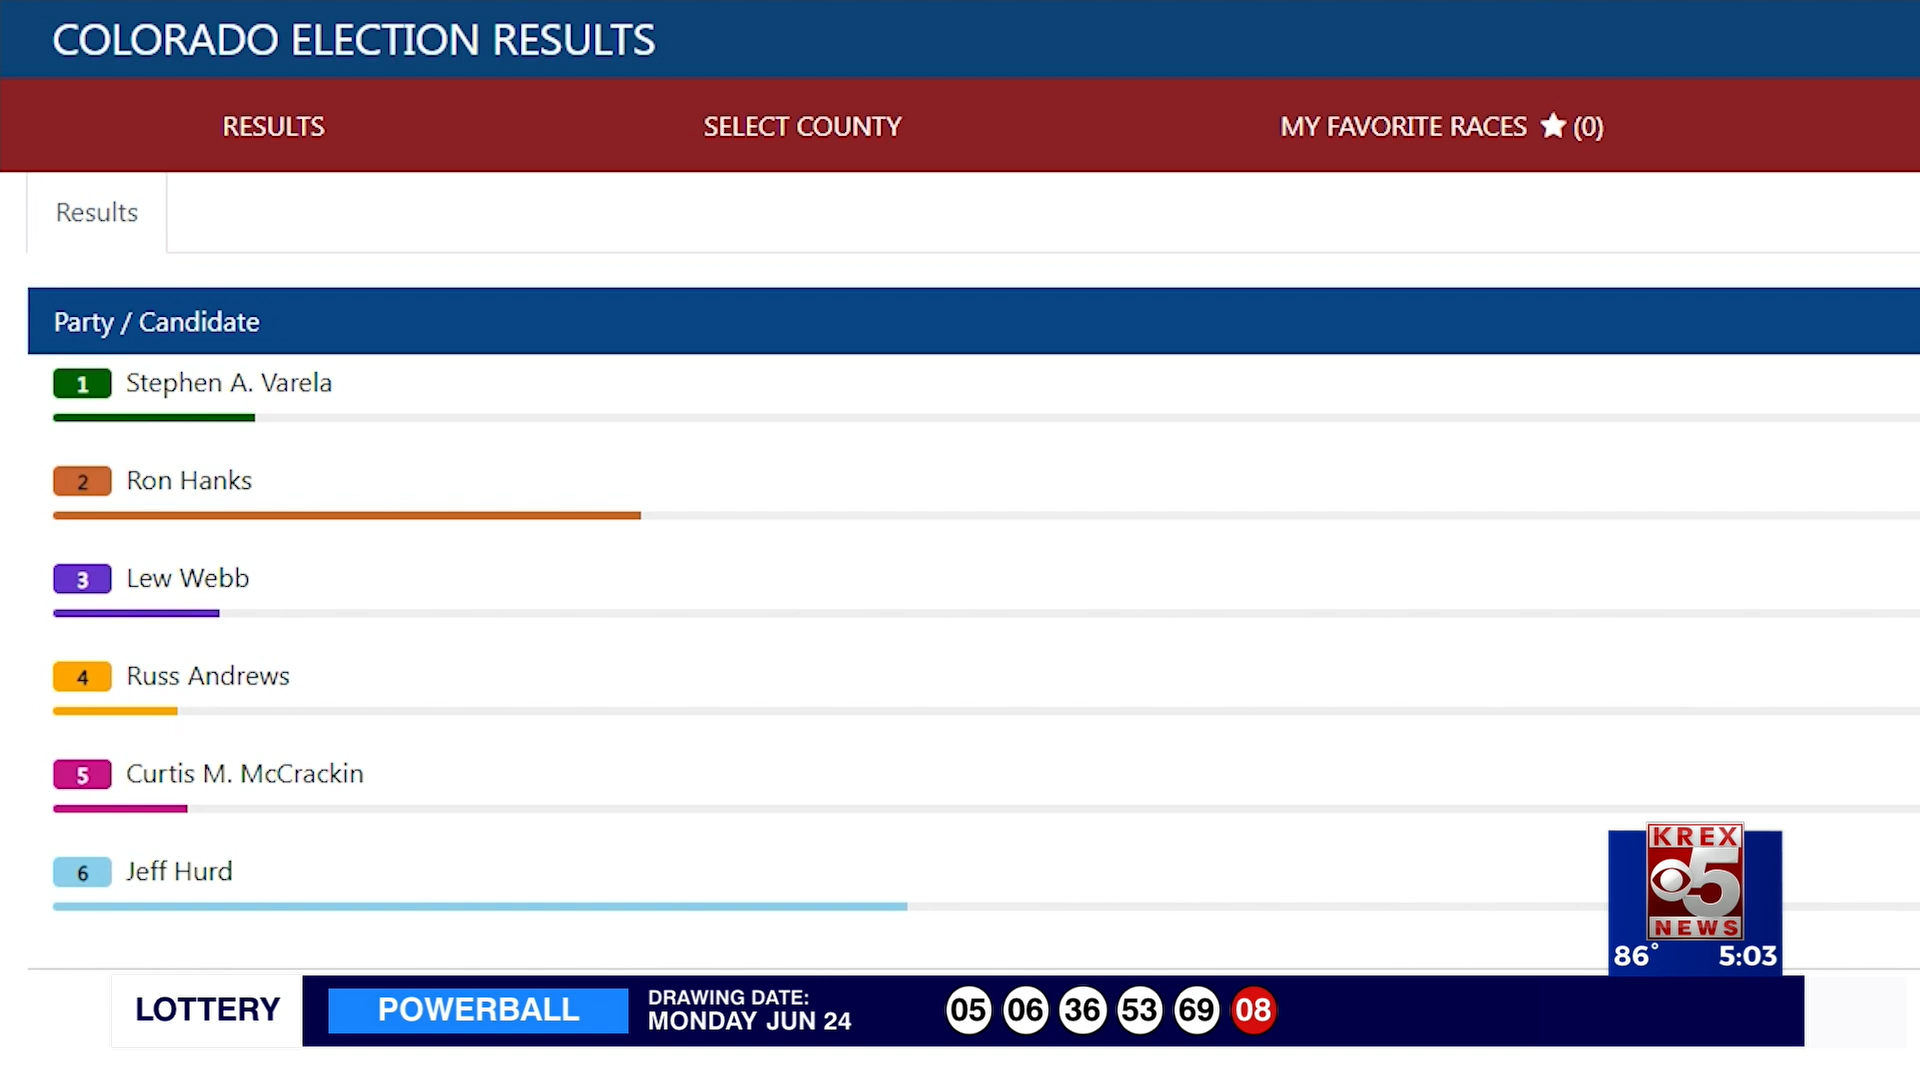 COLORADO ELECTION RESULTS
RESULTS
SELECT COUNTY
MY FAVORITE RACES ★ (0)
Results
Party / Candidate
1 Stephen A. Varela
2 Ron Hanks
3 Lew Webb
4 Russ Andrews
5 Curtis M. McCrackin
6 Jeff Hurd
KREX
5
NEWS
86° 5:03
LOTTERY
POWERBALL
DRAWING DATE:
MONDAY JUN 24
05 06 36 53 69 08